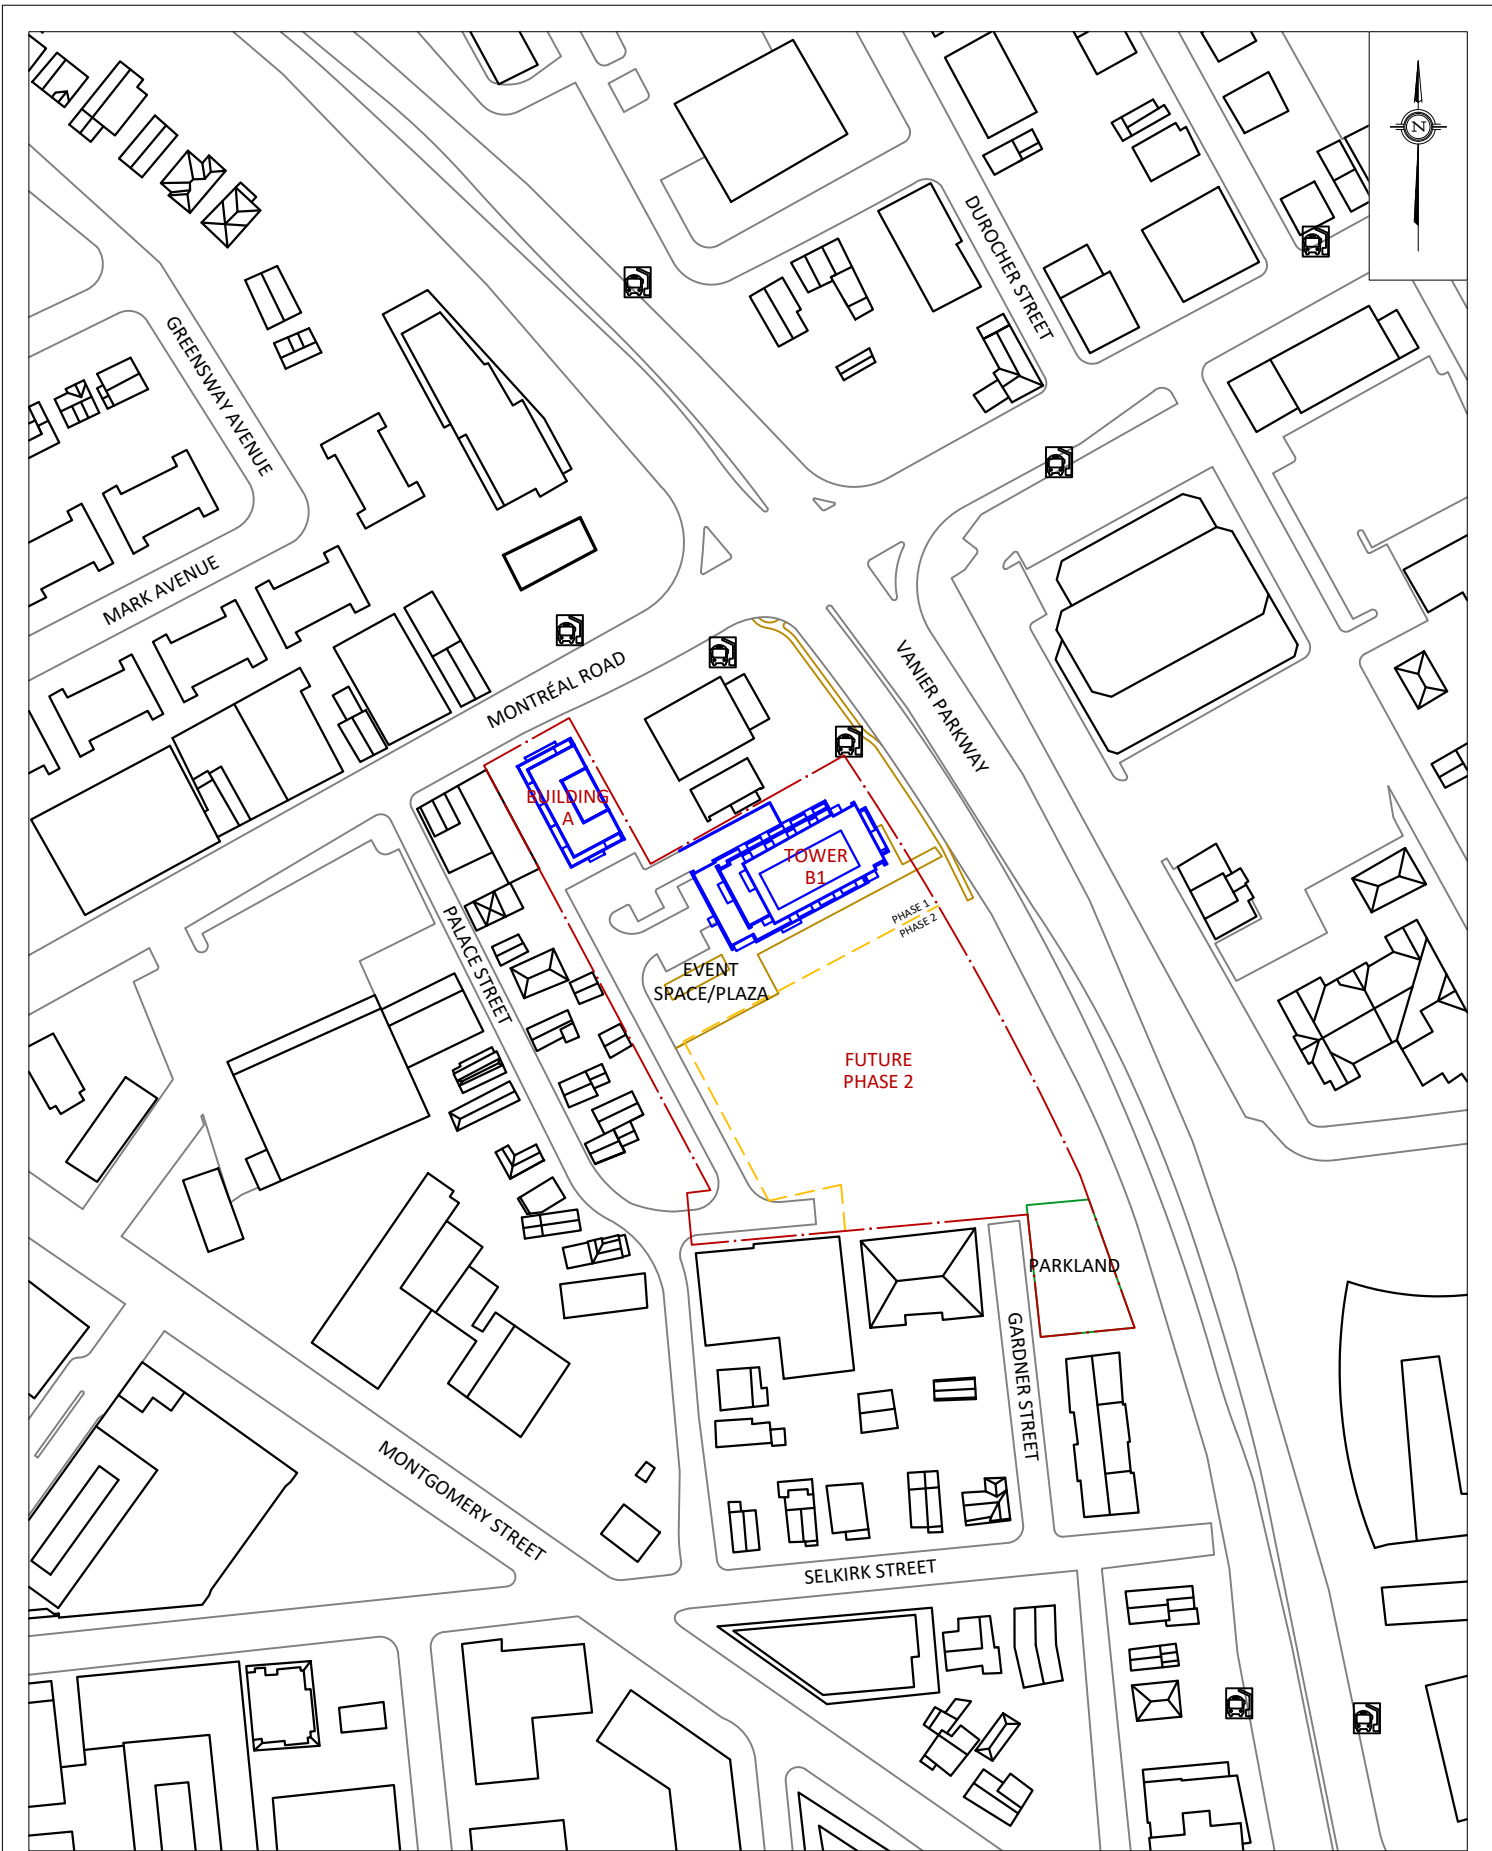 N
DUROCHER STREET
GREENSWAY AVENUE
MARK AVENUE
MONTRÉAL ROAD
VANIER PARKWAY
BUILDING
A
TOWER
B1
PHASE 1
PHASE 2
PALACE STREET
EVENT
SPACE/PLAZA
FUTURE
PHASE 2
PARKLAND
GARDNER STREET
MONTGOMERY STREET
SELKIRK STREET